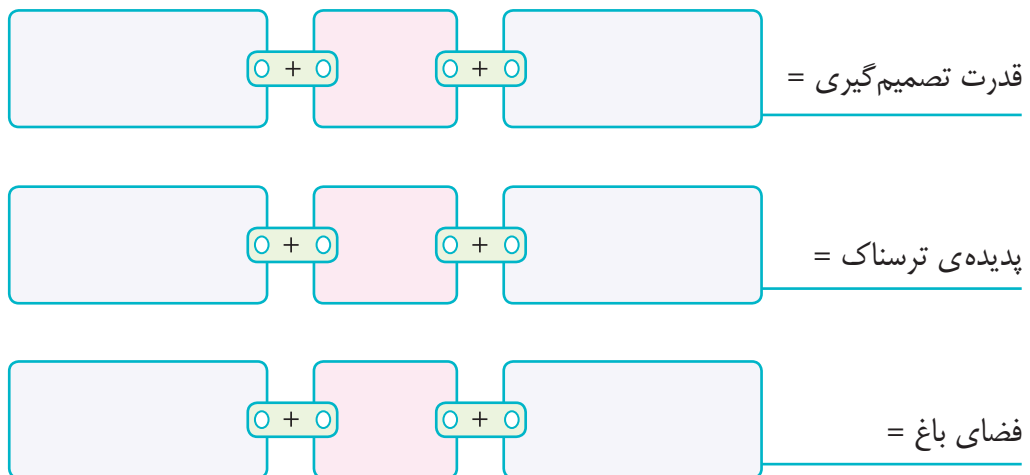 قدرت تصمیم‌گیری = + +
پدیده‌ی ترسناک = + +
فضای باغ = + +